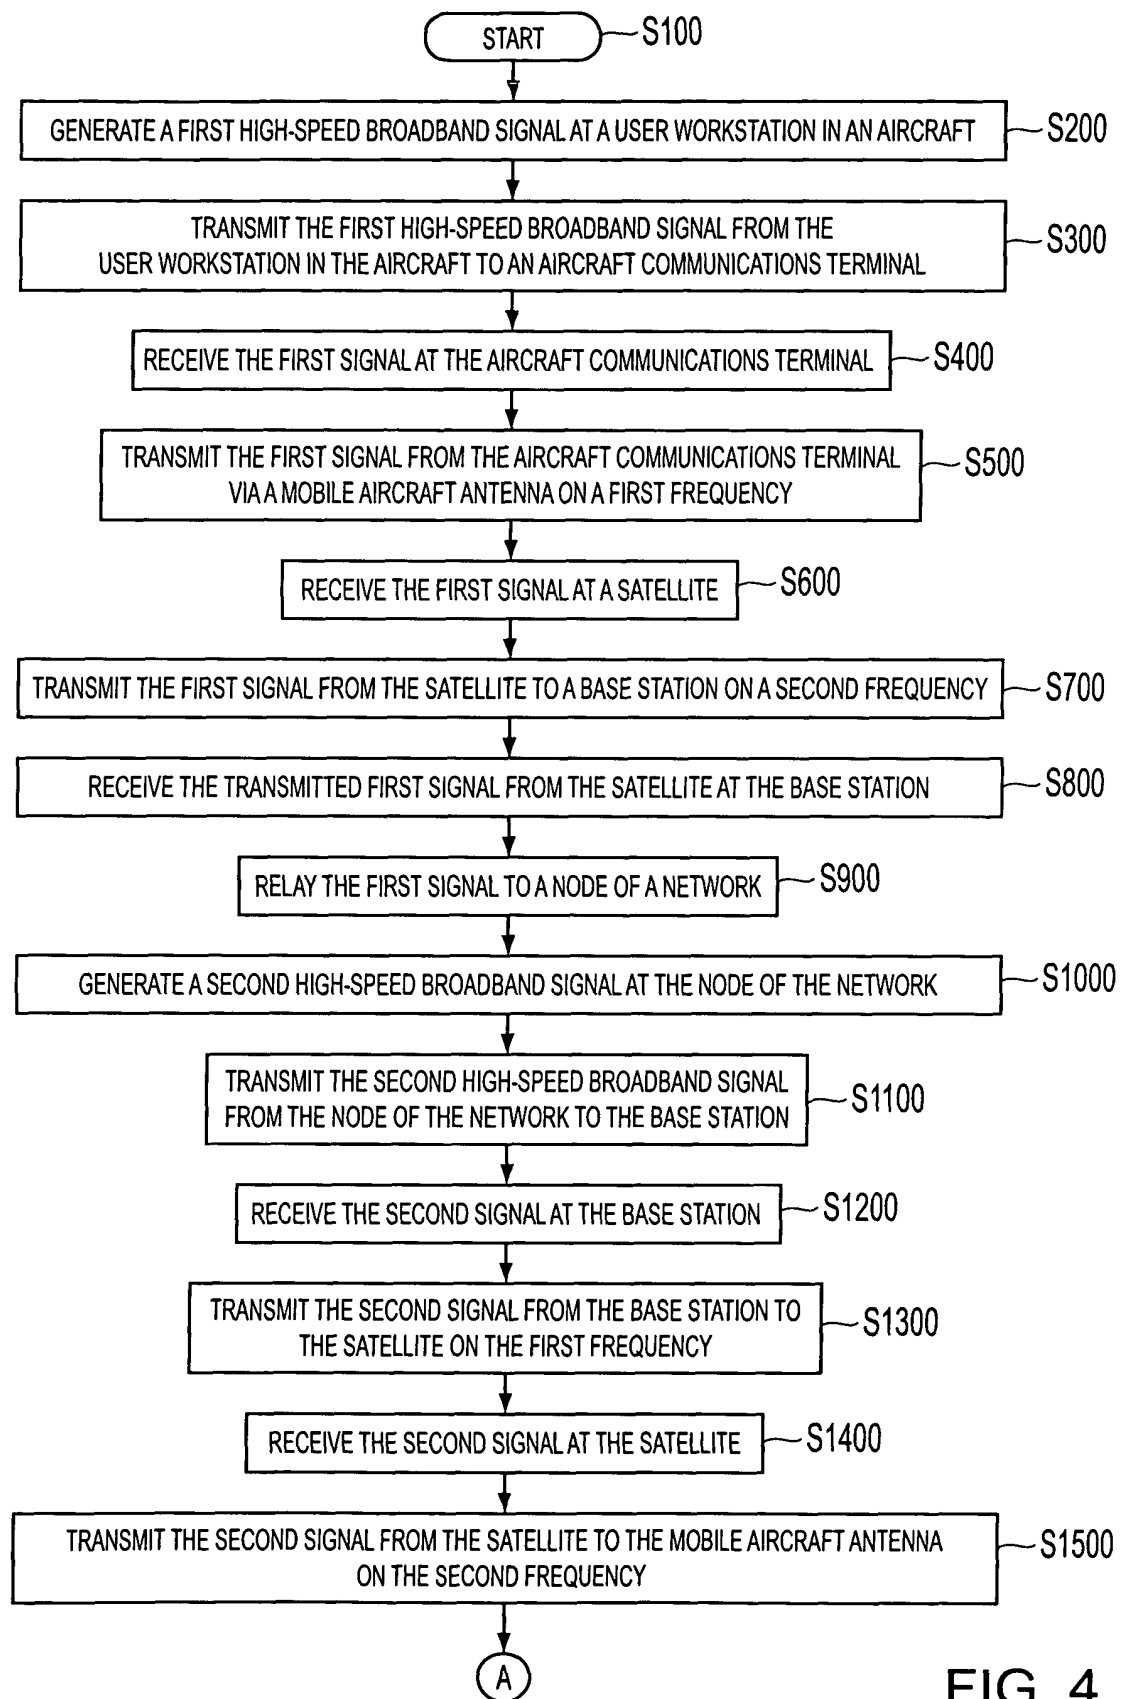 START
S100
GENERATE A FIRST HIGH-SPEED BROADBAND SIGNAL AT A USER WORKSTATION IN AN AIRCRAFT
S200
TRANSMIT THE FIRST HIGH-SPEED BROADBAND SIGNAL FROM THE
USER WORKSTATION IN THE AIRCRAFT TO AN AIRCRAFT COMMUNICATIONS TERMINAL
S300
RECEIVE THE FIRST SIGNAL AT THE AIRCRAFT COMMUNICATIONS TERMINAL
S400
TRANSMIT THE FIRST SIGNAL FROM THE AIRCRAFT COMMUNICATIONS TERMINAL
VIA A MOBILE AIRCRAFT ANTENNA ON A FIRST FREQUENCY
S500
RECEIVE THE FIRST SIGNAL AT A SATELLITE
S600
TRANSMIT THE FIRST SIGNAL FROM THE SATELLITE TO A BASE STATION ON A SECOND FREQUENCY
S700
RECEIVE THE TRANSMITTED FIRST SIGNAL FROM THE SATELLITE AT THE BASE STATION
S800
RELAY THE FIRST SIGNAL TO A NODE OF A NETWORK
S900
GENERATE A SECOND HIGH-SPEED BROADBAND SIGNAL AT THE NODE OF THE NETWORK
S1000
TRANSMIT THE SECOND HIGH-SPEED BROADBAND SIGNAL
FROM THE NODE OF THE NETWORK TO THE BASE STATION
S1100
RECEIVE THE SECOND SIGNAL AT THE BASE STATION
S1200
TRANSMIT THE SECOND SIGNAL FROM THE BASE STATION TO
THE SATELLITE ON THE FIRST FREQUENCY
S1300
RECEIVE THE SECOND SIGNAL AT THE SATELLITE
S1400
TRANSMIT THE SECOND SIGNAL FROM THE SATELLITE TO THE MOBILE AIRCRAFT ANTENNA
ON THE SECOND FREQUENCY
S1500
A
FIG. 4